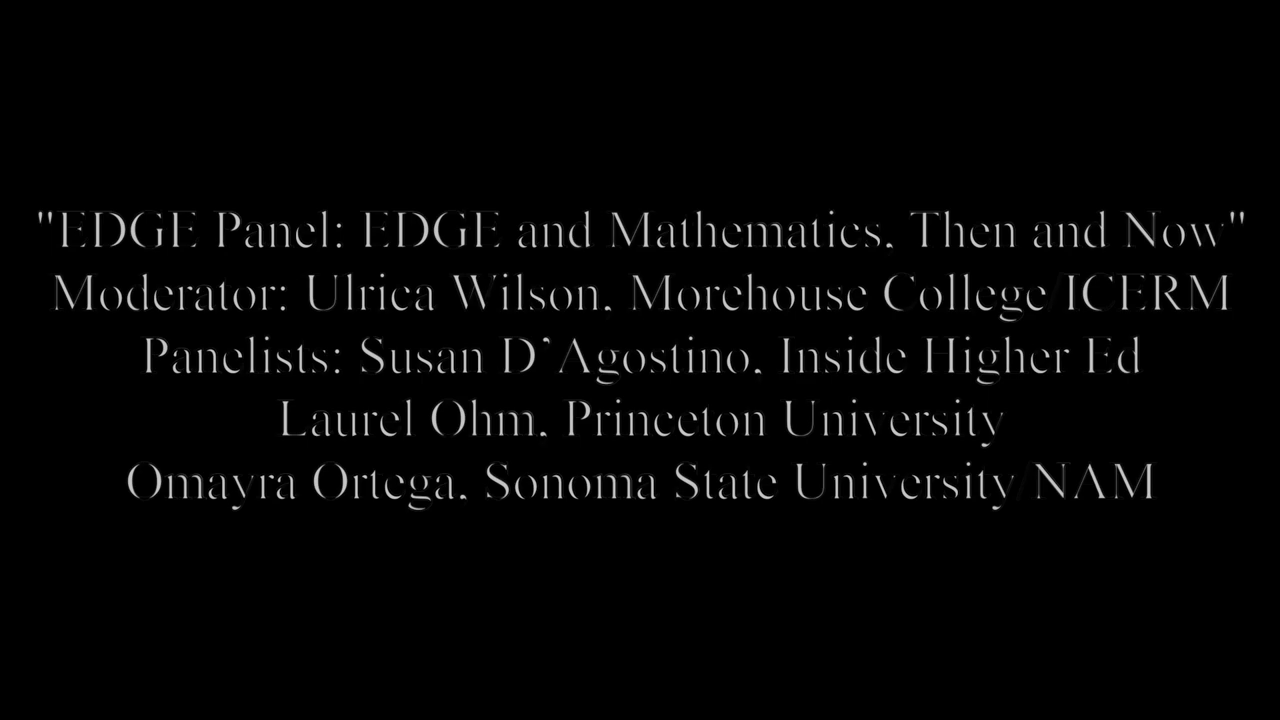 "EDGE Panel: EDGE and Mathematics, Then and Now"
Moderator: Ulrica Wilson, Morehouse College/ICERM
Panelists: Susan D'Agostino, Inside Higher Ed
Laurel Ohm, Princeton University
Omayra Ortega, Sonoma State University/NAM